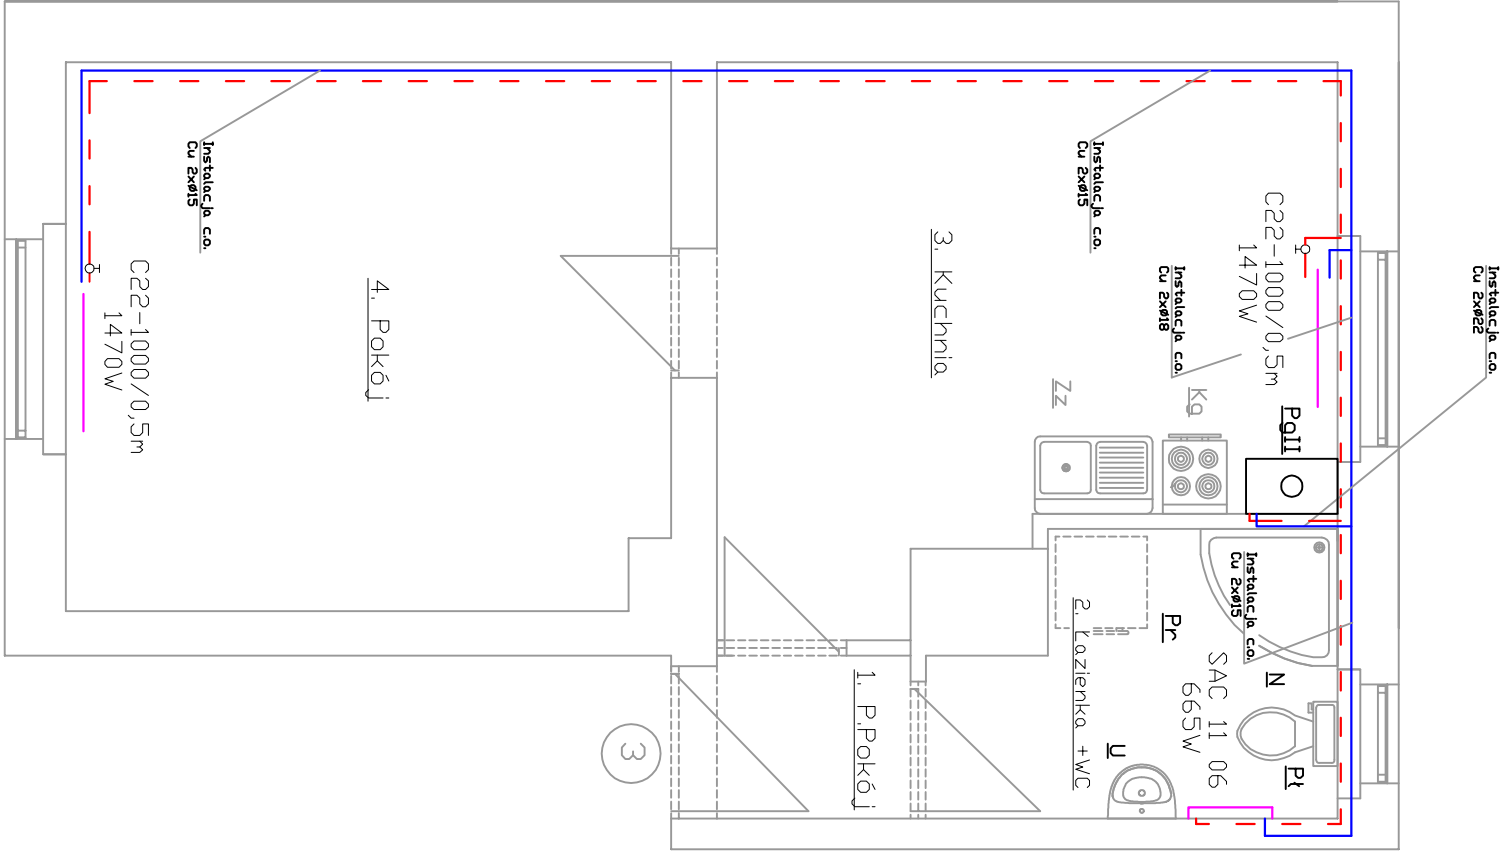 Instalacja c.o.
Cu 2xø15
C22-1000/0,5m
1470W
4. Pokój
3. Kuchnia
Instalacja c.o.
Cu 2xø15
C22-1000/0,5m
1470W
Instalacja c.o.
Cu 2xø18
Instalacja c.o.
Cu 2xø22
Zz
Kg
PgII
Instalacja c.o.
Cu 2xø15
Pr
2. Łazienka +WC
SAC 11 06
665W
N
U
Pł
1. P.Pokój
3